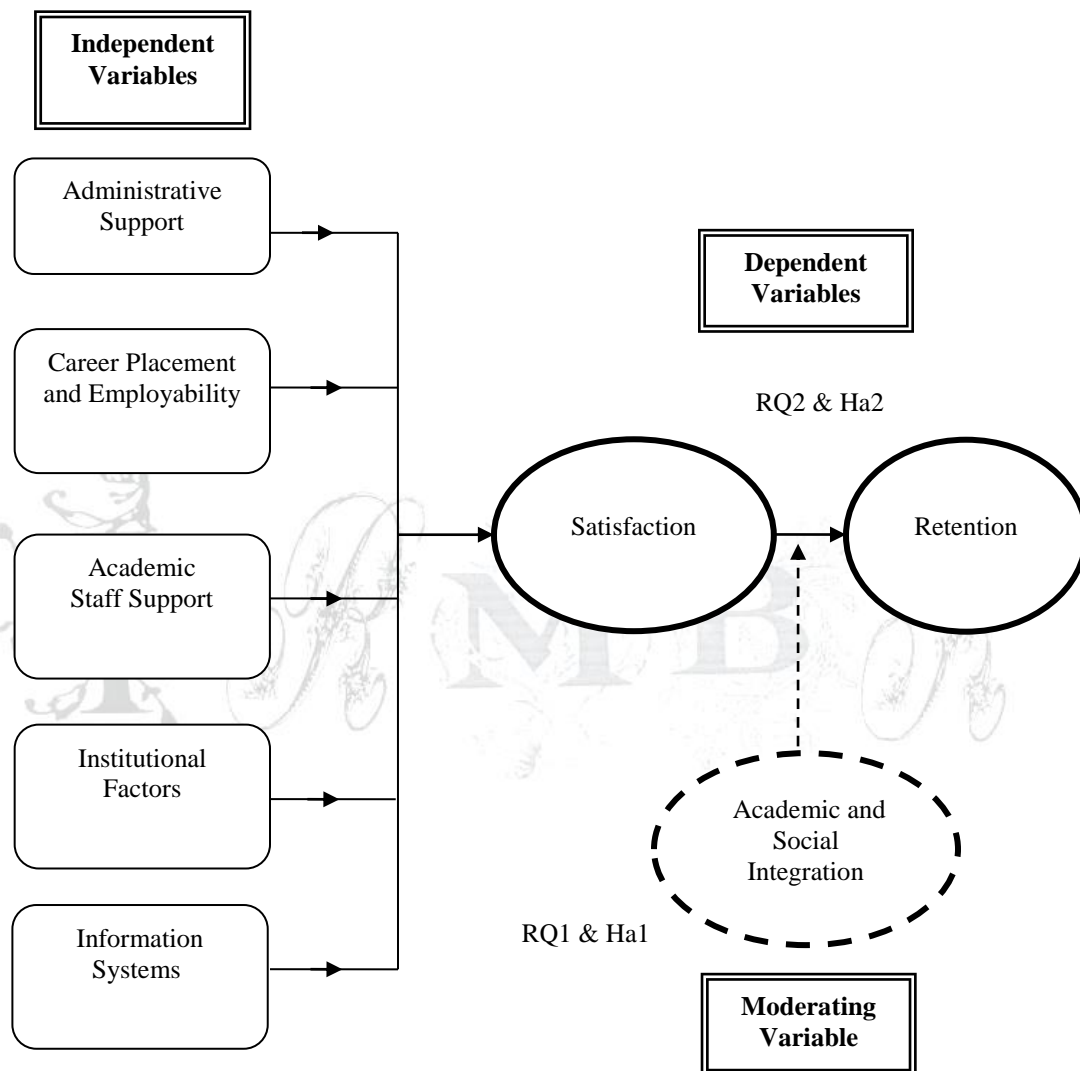 Independent
Variables
Administrative
Support
Career Placement
and Employability
Academic
Staff Support
Institutional
Factors
Information
Systems
Dependent
Variables
RQ2 & Ha2
Satisfaction
Retention
Academic and
Social
Integration
RQ1 & Ha1
Moderating
Variable